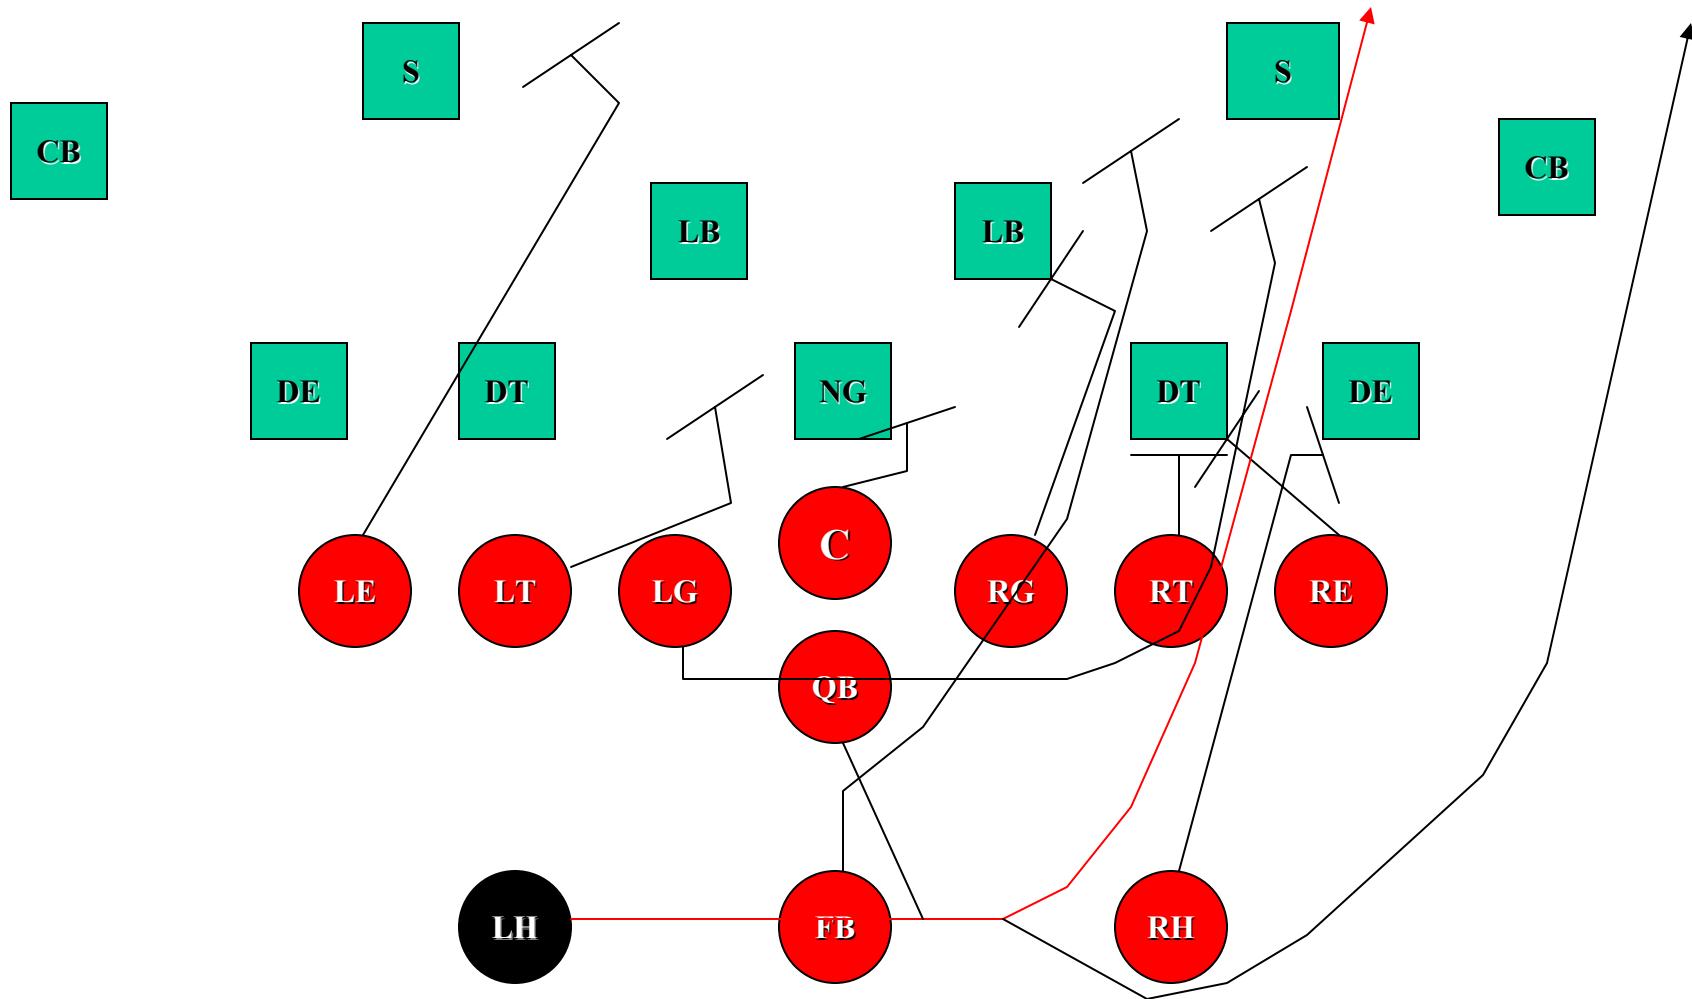 S
S
CB
CB
LB
LB
DE
DT
NG
DT
DE
C
LE
LT
LG
RG
RT
RE
QB
LH
FB
RH